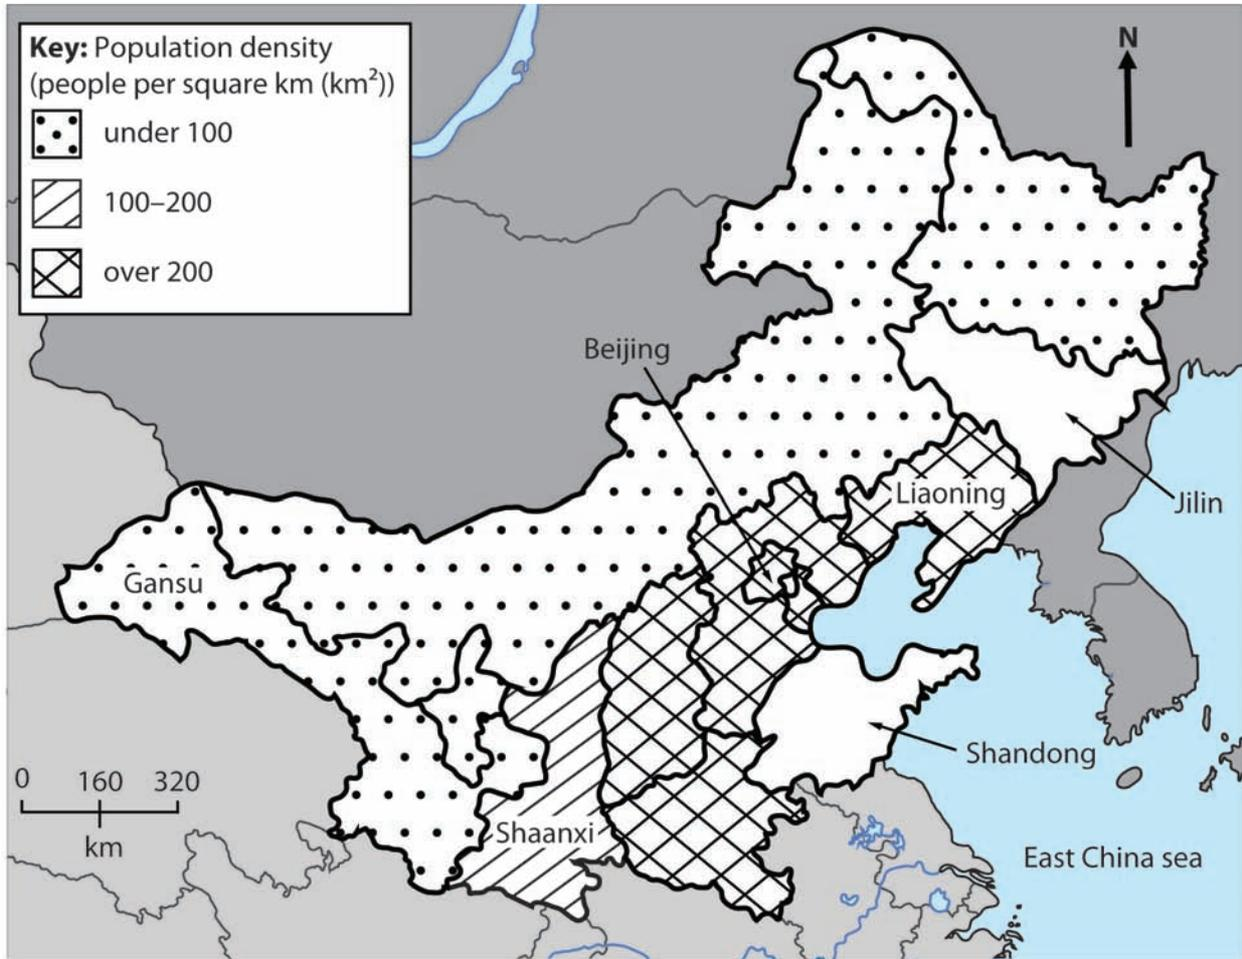 Key: Population density
(people per square km (km²))
under 100
100–200
over 200
N
Beijing
Liaoning
Jilin
Gansu
Shandong
0 160 320
km
Shaanxi
East China sea